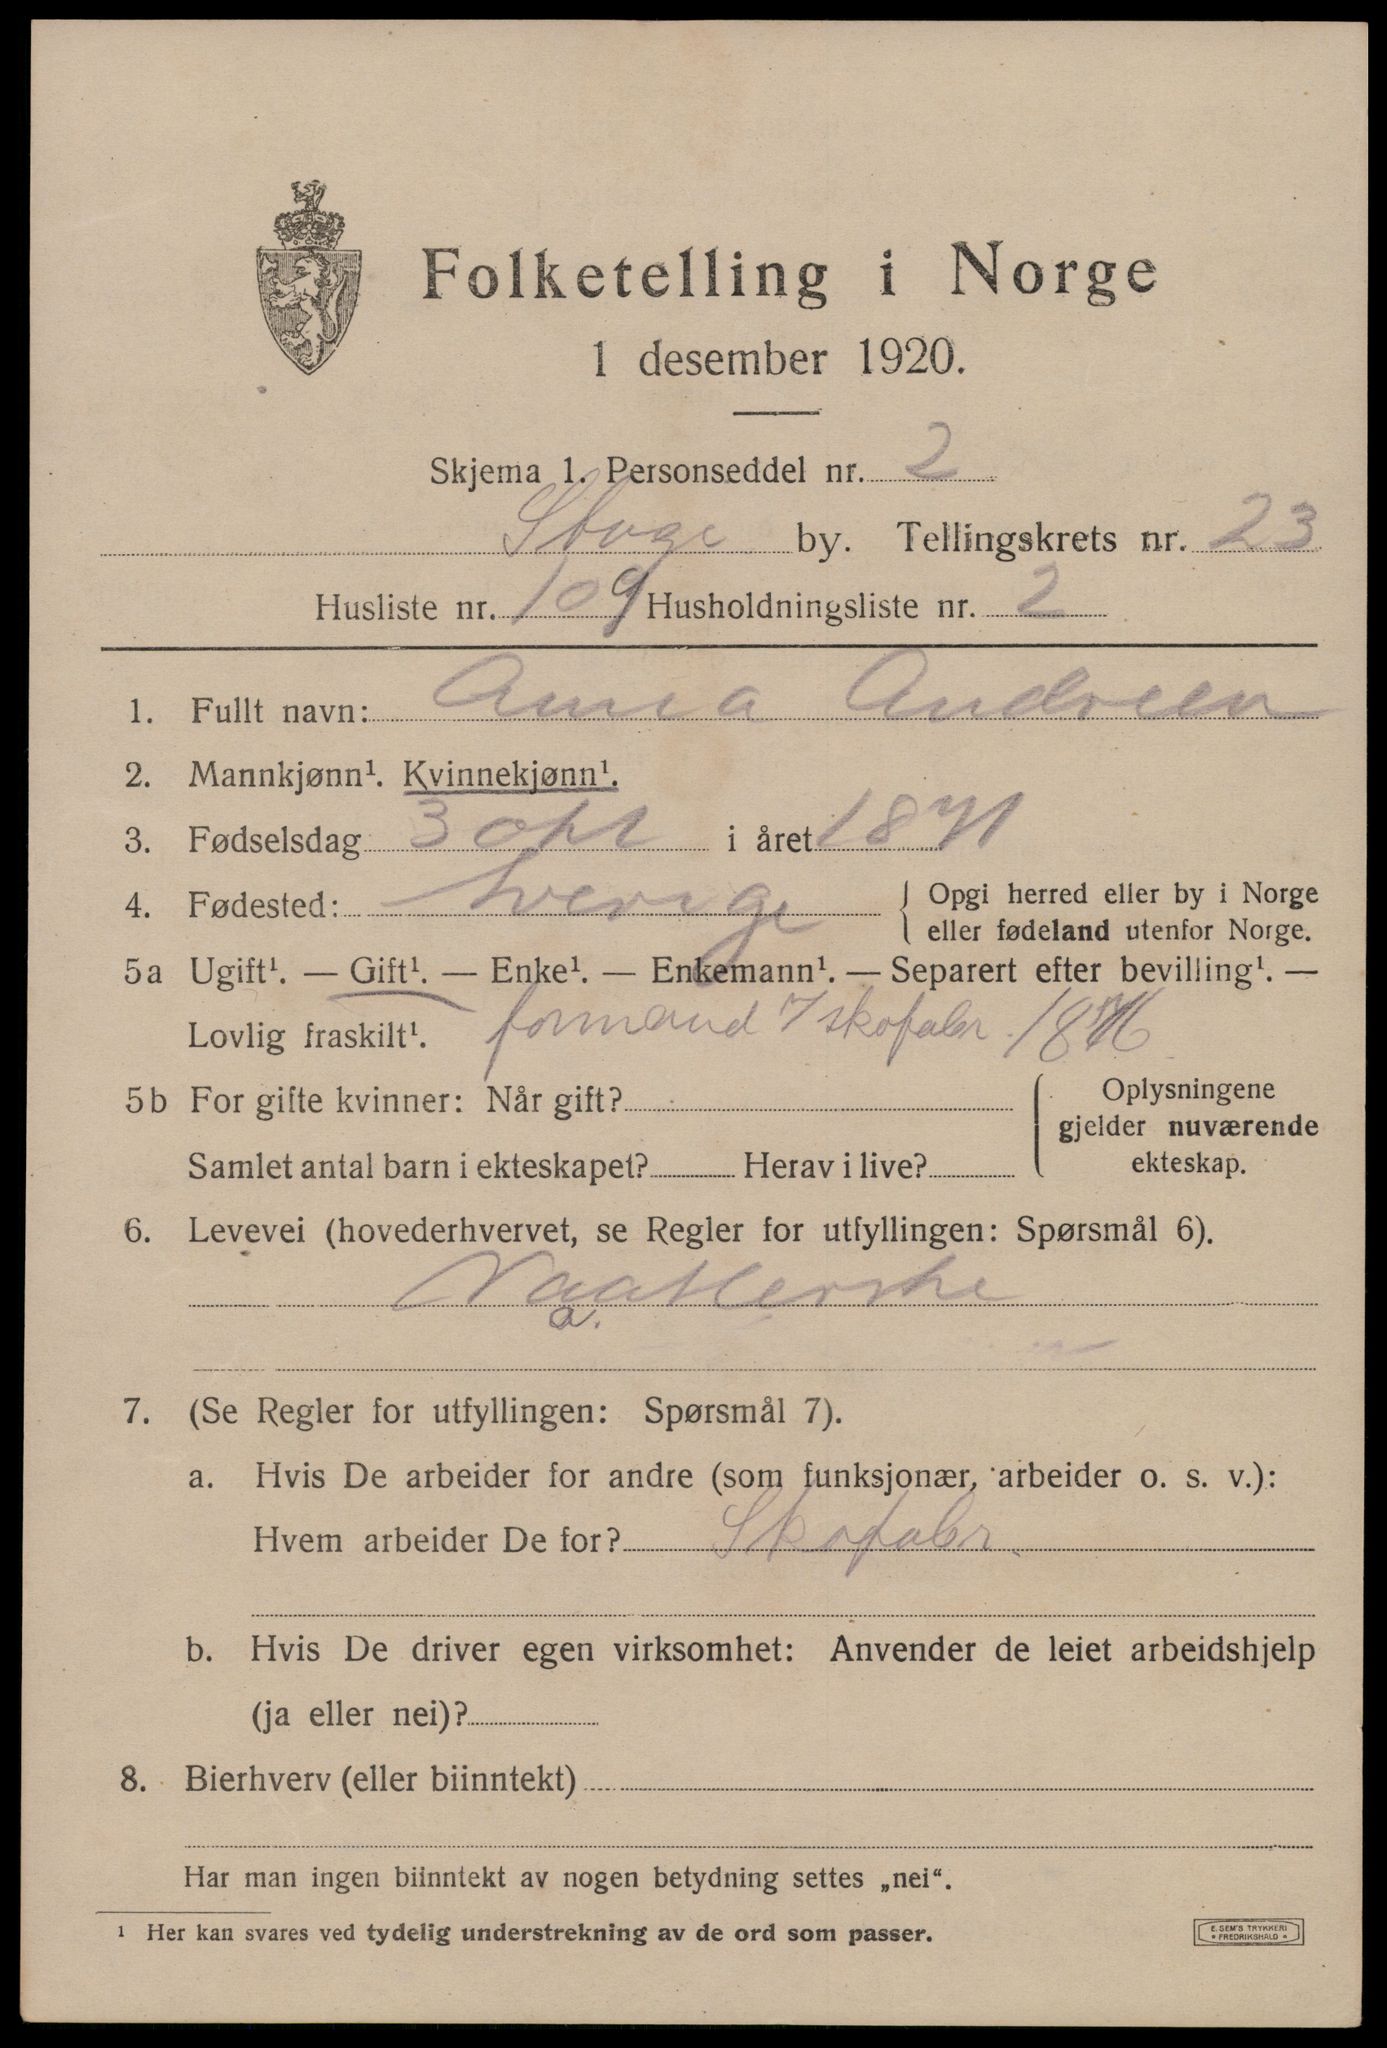 Folketelling i Norge
1 desember 1920.
Skjema 1. Personseddel nr. 2
by. Tellingskrets nr. 23
Husliste nr. 109 Husholdningsliste nr. 2
1. Fullt navn: Anna Andreen
2. Mannkjønn¹. Kvinnekjønn¹.
3. Fødselsdag 3 okt i året 1871
4. Fødested: Sverige { Opgi herred eller by i Norge
eller fødeland utenfor Norge.
5a Ugift¹. — Gift¹. — Enke¹. — Enkemann¹. — Separert efter bevilling¹. —
Lovlig fraskilt¹. formand i skofabr. 1876
5b For gifte kvinner: Når gift?
Samlet antal barn i ekteskapet? Herav i live?
Oplysningene
gjelder nuværende
ekteskap.
6. Levevei (hovederhvervet, se Regler for utfyllingen: Spørsmål 6).
Naatlerske
a.
7. (Se Regler for utfyllingen: Spørsmål 7).
a. Hvis De arbeider for andre (som funksjonær, arbeider o. s. v.):
Hvem arbeider De for? Skofabr.
b. Hvis De driver egen virksomhet: Anvender de leiet arbeidshjelp
(ja eller nei)?
8. Bierhverv (eller biinntekt)
Har man ingen biinntekt av nogen betydning settes „nei“.
¹ Her kan svares ved tydelig understrekning av de ord som passer.
E. SEM'S TRYKKERI
* FREDRIKSHALD *